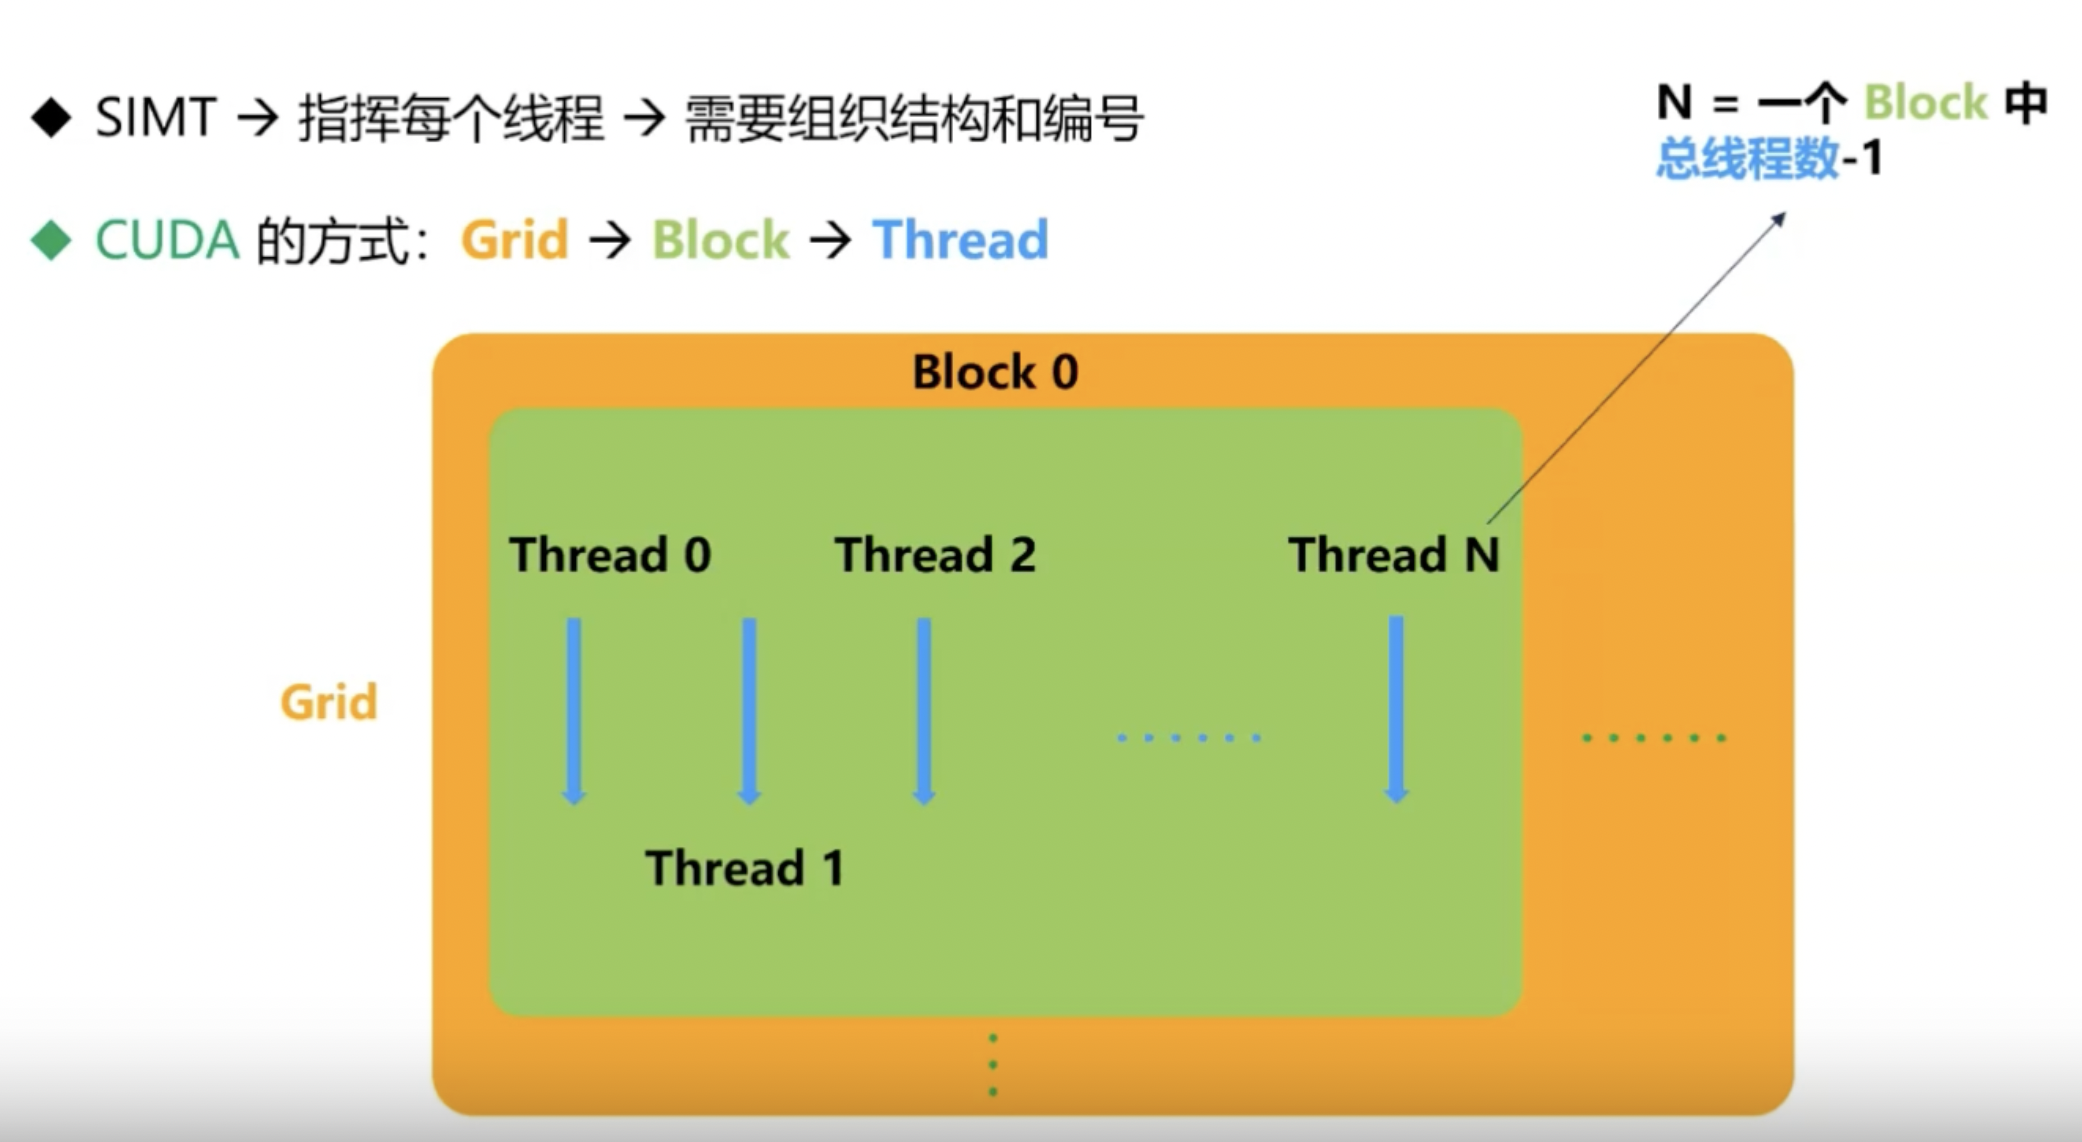 ◆ SIMT → 指挥每个线程 → 需要组织结构和编号
◆ CUDA 的方式：Grid → Block → Thread
N = 一个 Block 中
总线程数-1
Block 0
Thread 0
Thread 2
Thread N
Grid
......
......
Thread 1